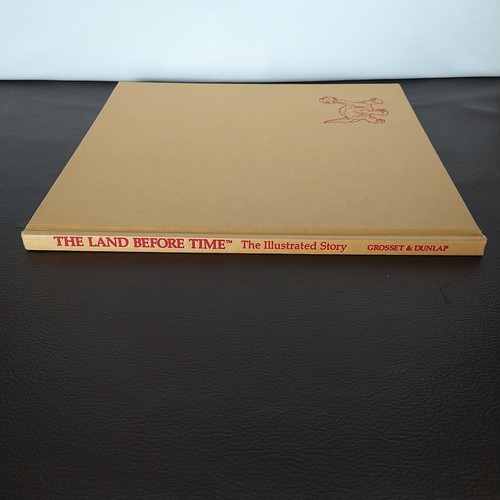 THE LAND BEFORE TIME™ The Illustrated Story GROSSET & DUNLAP